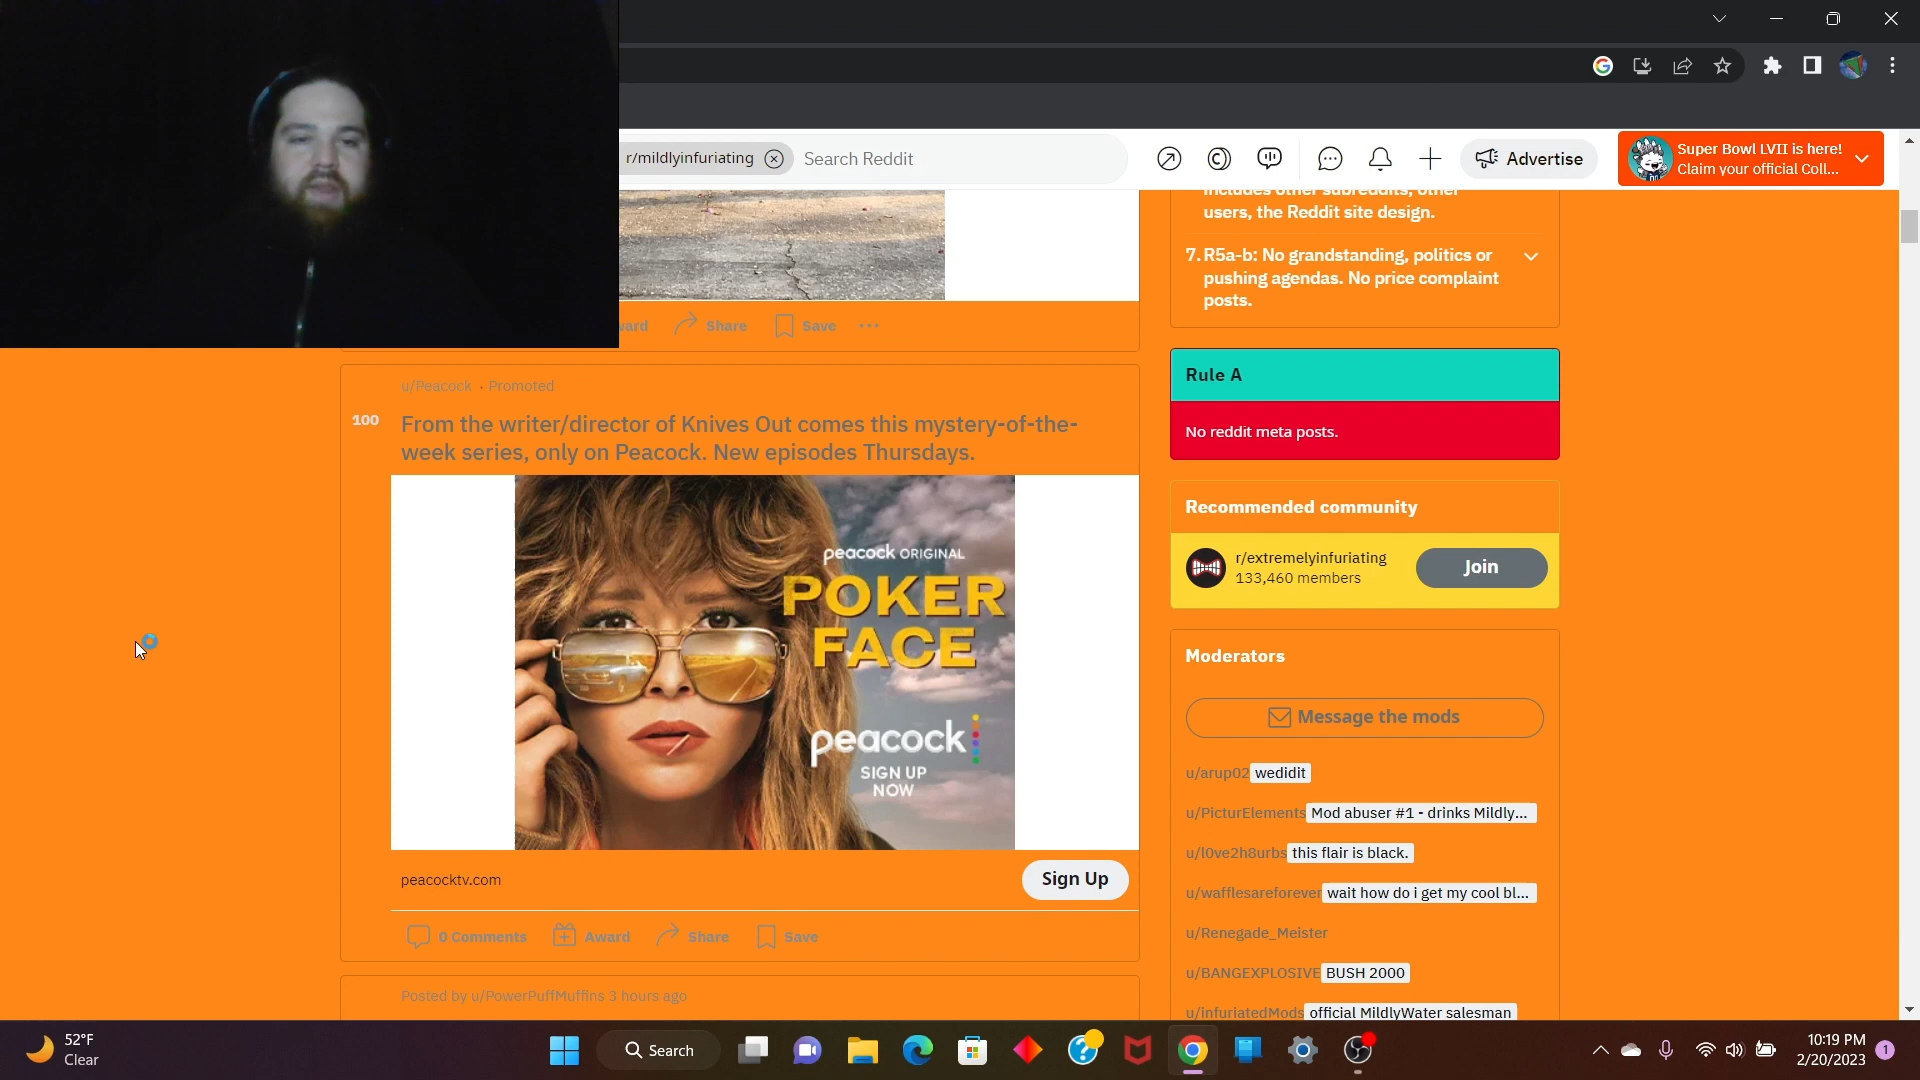 r/mildlyinfuriating
Search Reddit
Advertise
Super Bowl LVII is here!
Claim your official Coll...
includes other subreddits, other
users, the Reddit site design.
7. R5a-b: No grandstanding, politics or
pushing agendas. No price complaint
posts.
ward
Share
Save
Rule A
No reddit meta posts.
u/Peacock · Promoted
100
From the writer/director of Knives Out comes this mystery-of-the-
week series, only on Peacock. New episodes Thursdays.
peacock ORIGINAL
POKER
FACE
peacock
SIGN UP
NOW
peacocktv.com
Sign Up
0 Comments
Award
Share
Save
Posted by u/PowerPuffMuffins 3 hours ago
Recommended community
r/extremelyinfuriating
133,460 members
Join
Moderators
Message the mods
u/arup02 wedidit
u/PicturElements Mod abuser #1 - drinks Mildly...
u/l0ve2h8urbs this flair is black.
u/wafflesareforever wait how do i get my cool bl...
u/Renegade_Meister
u/BANGEXPLOSIVE BUSH 2000
u/infuriatedMods official MildlyWater salesman
52°F
Clear
Search
10:19 PM
2/20/2023
1